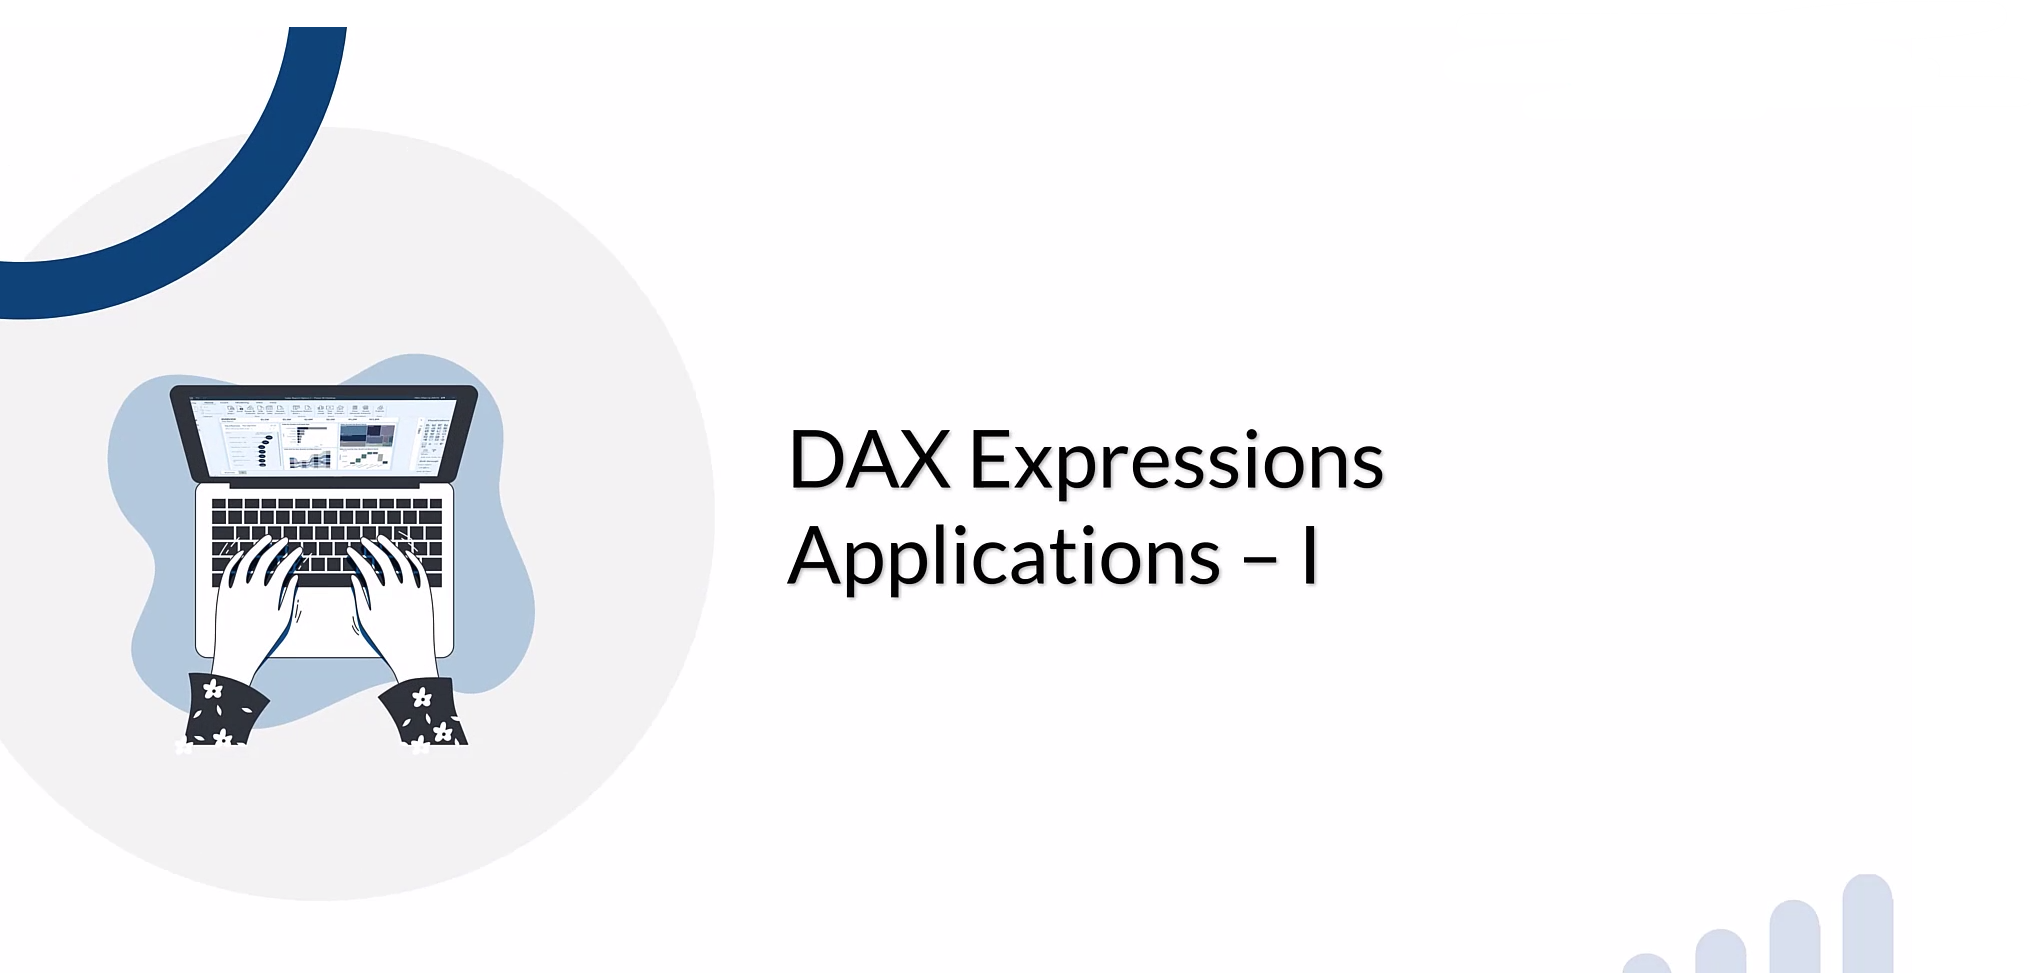 DAX Expressions
Applications – I